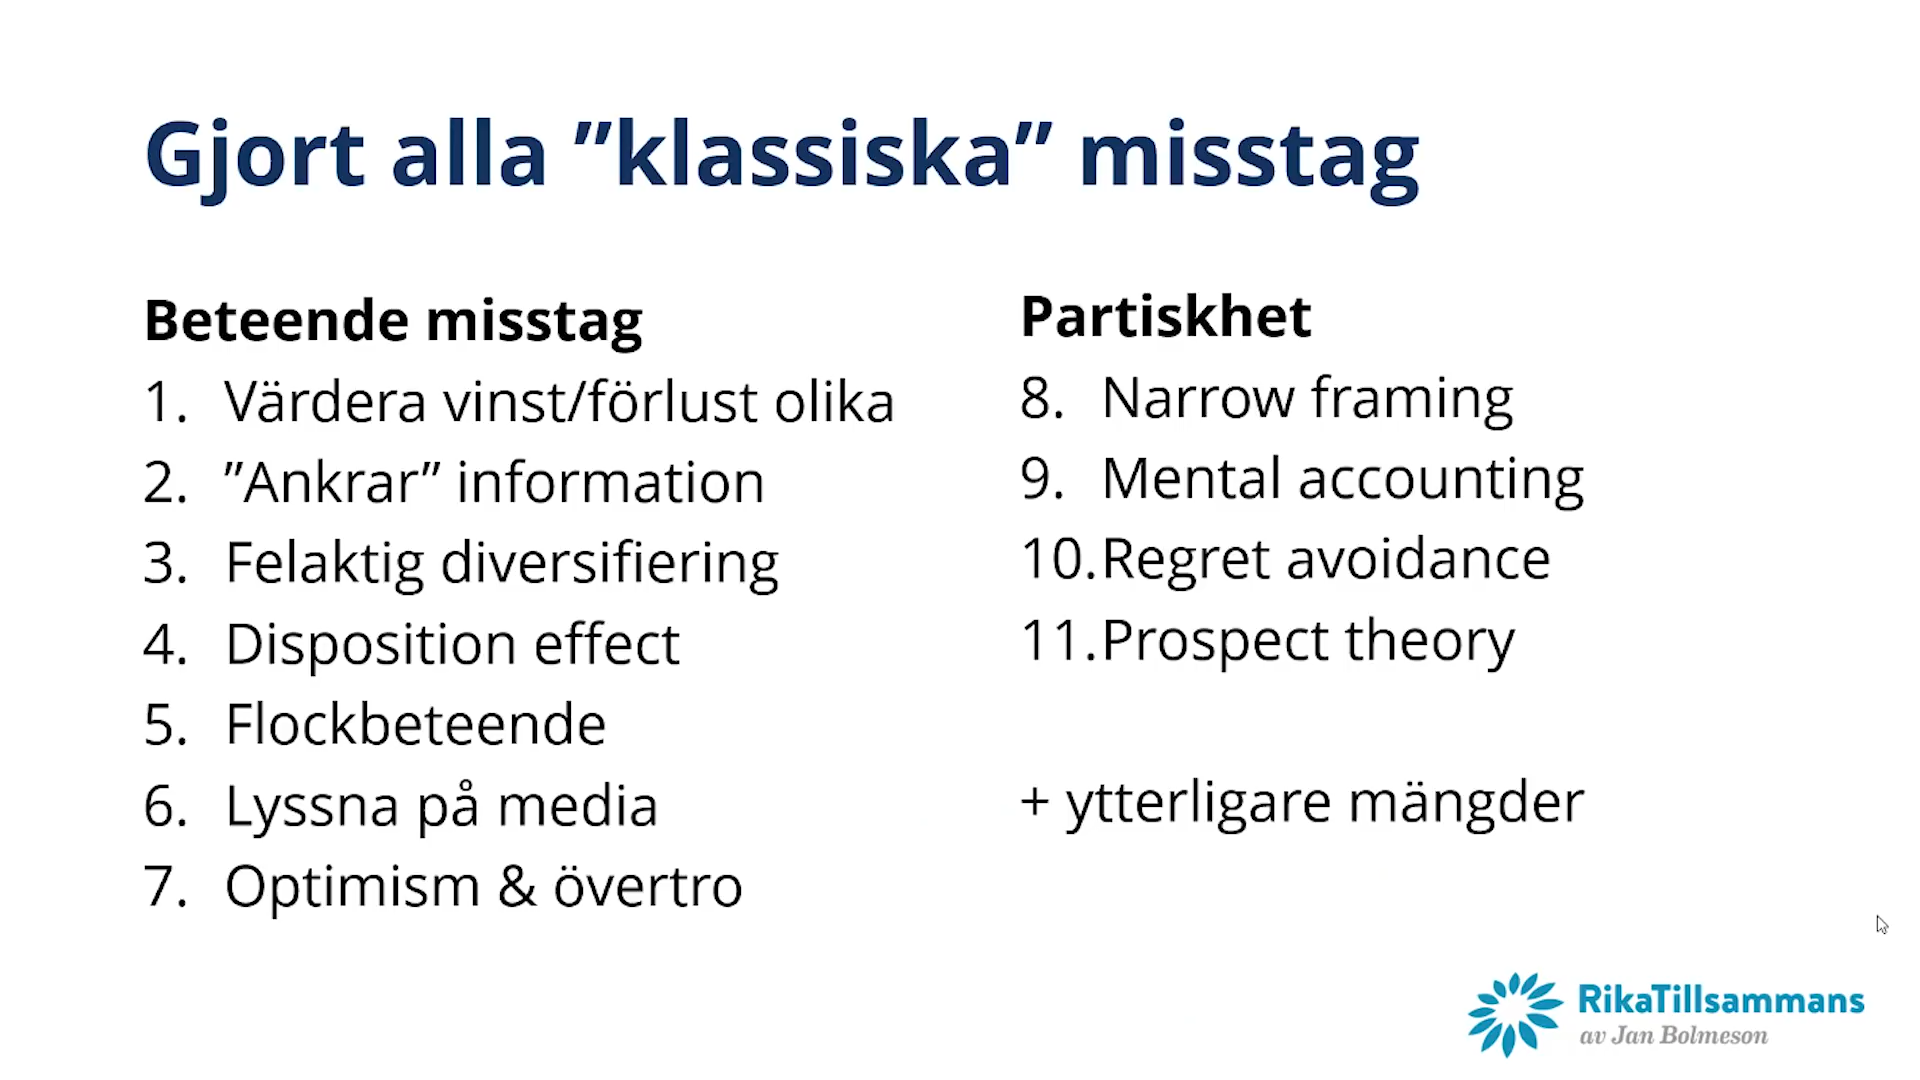 Gjort alla ”klassiska” misstag
Beteende misstag
1. Värdera vinst/förlust olika
2. ”Ankrar” information
3. Felaktig diversifiering
4. Disposition effect
5. Flockbeteende
6. Lyssna på media
7. Optimism & övertro
Partiskhet
8. Narrow framing
9. Mental accounting
10. Regret avoidance
11. Prospect theory
+ ytterligare mängder
RikaTillsammans
av Jan Bolmeson